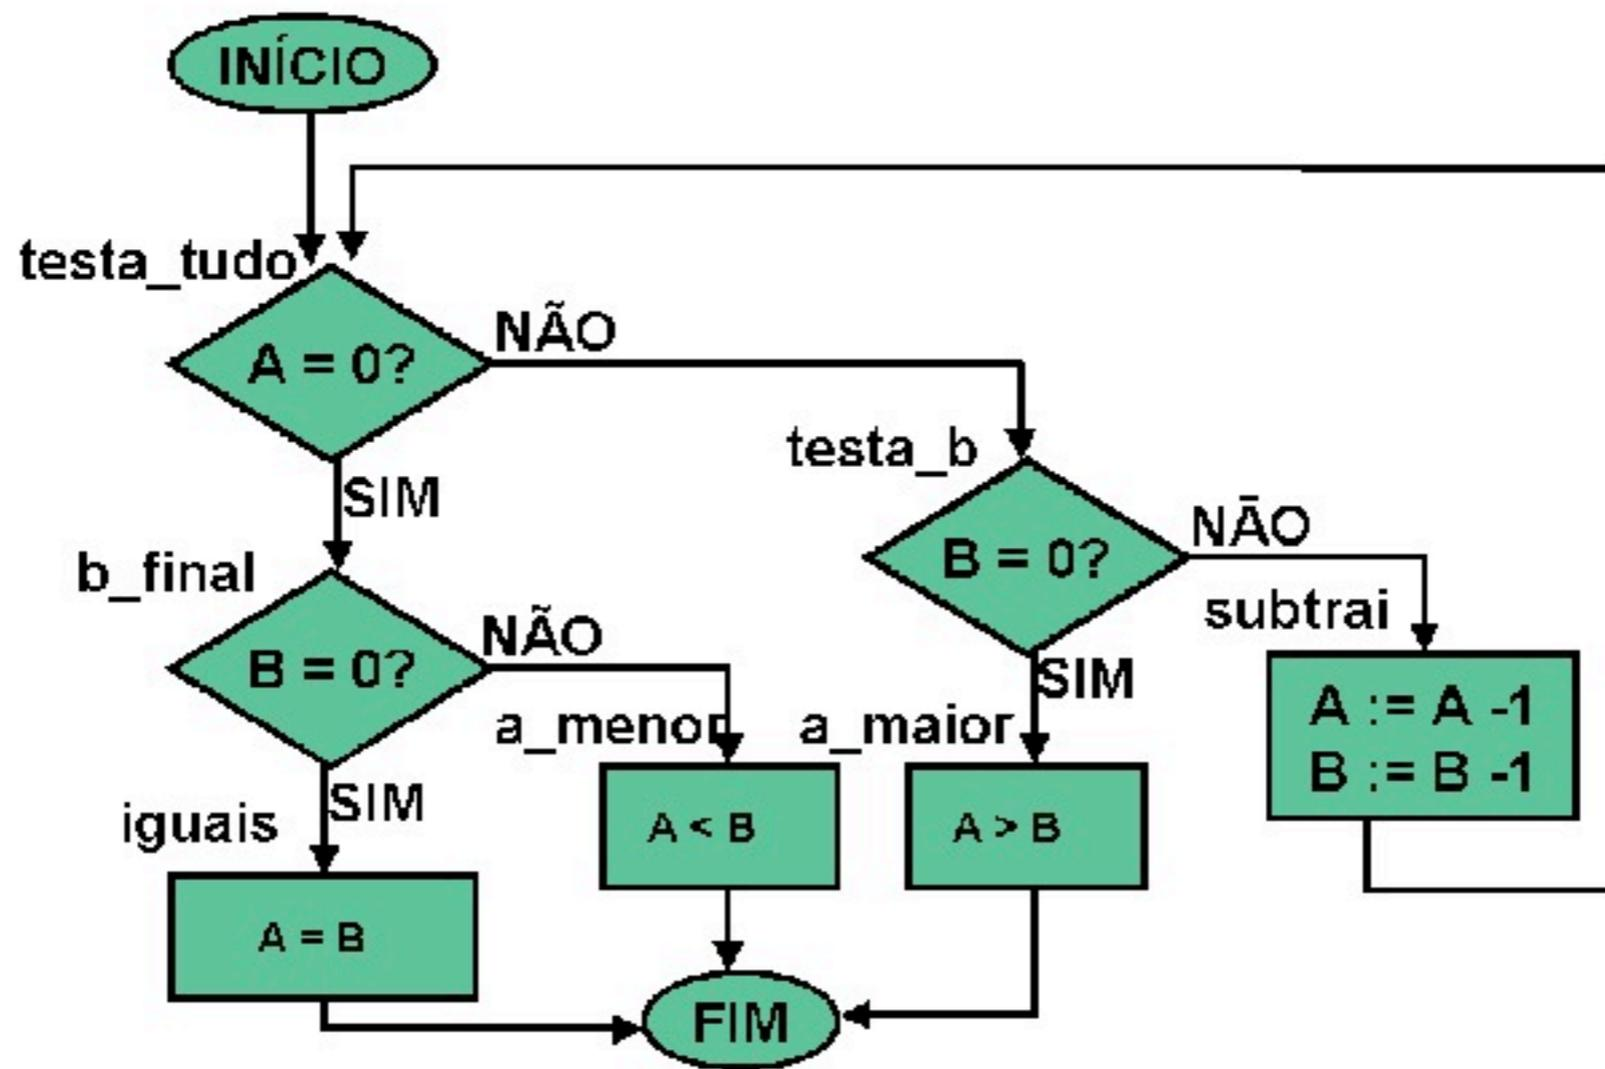 INÍCIO
testa_tudo
A = 0?
NÃO
SIM
testa_b
B = 0?
NÃO
subtrai
A := A -1
B := B -1
SIM
a_maior
A > B
b_final
B = 0?
NÃO
a_menor
A < B
SIM
iguais
A = B
FIM